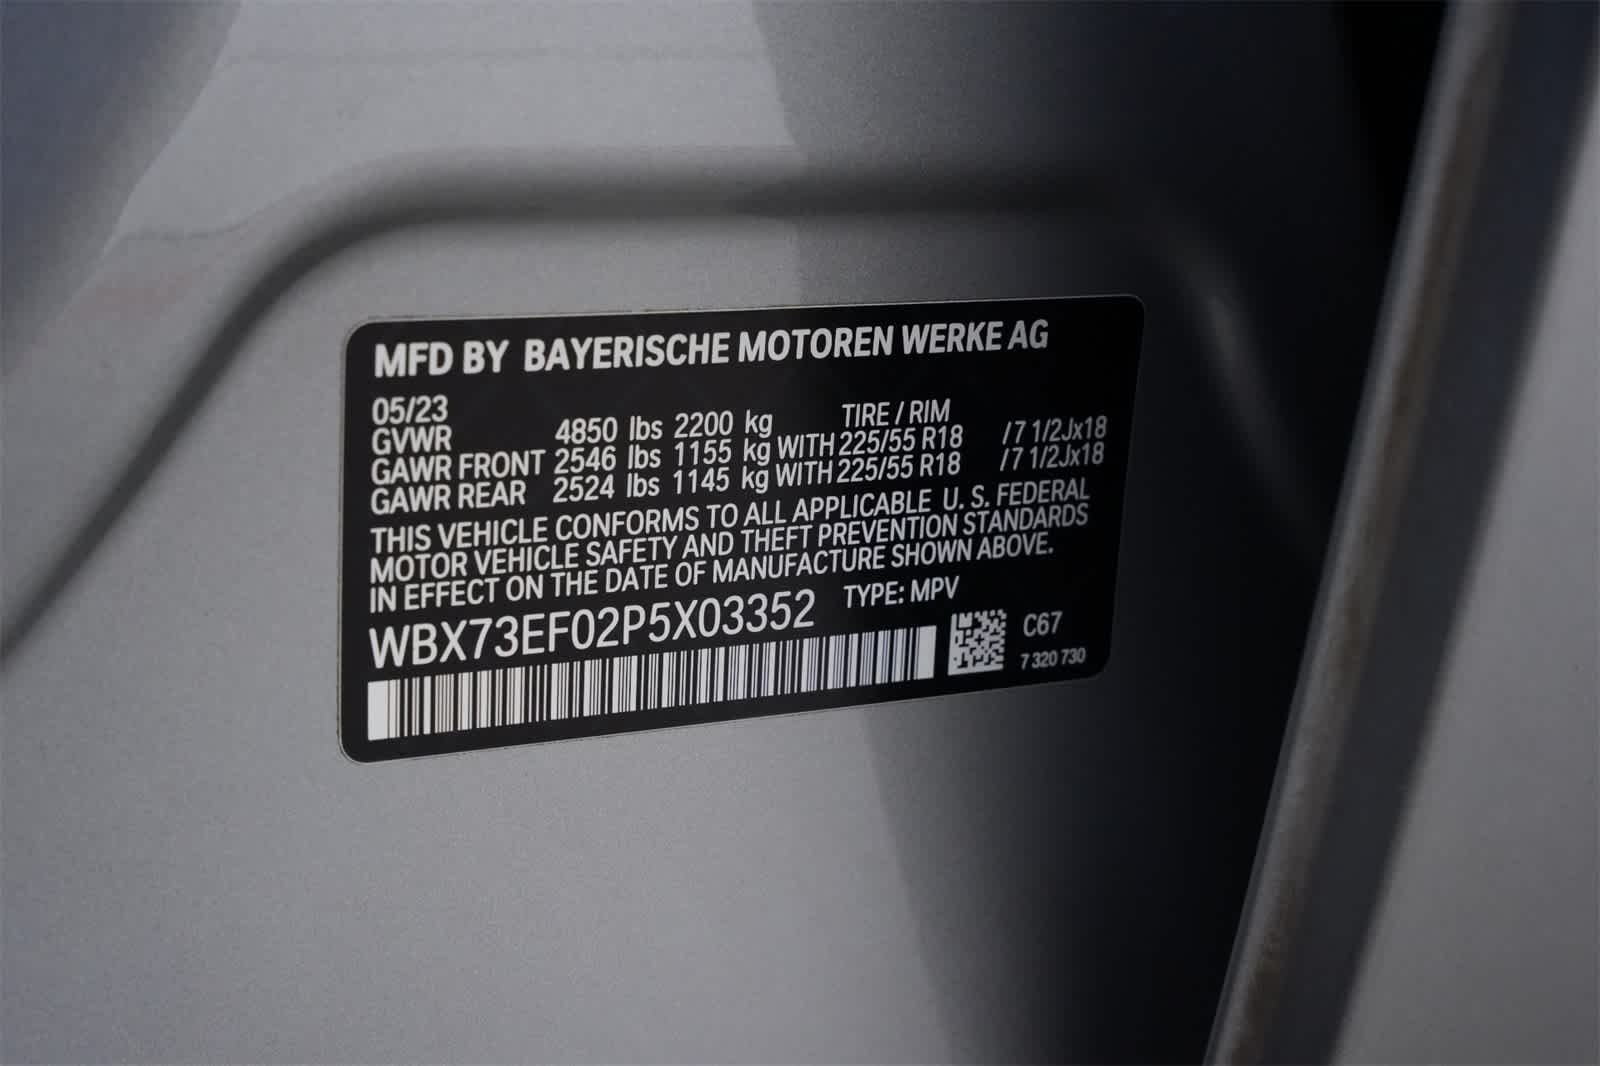 MFD BY BAYERISCHE MOTOREN WERKE AG
05/23 TIRE / RIM
GVWR 4850 lbs 2200 kg
GAWR FRONT 2546 lbs 1155 kg WITH 225/55 R18 /7 1/2Jx18
GAWR REAR 2524 lbs 1145 kg WITH 225/55 R18 /7 1/2Jx18
THIS VEHICLE CONFORMS TO ALL APPLICABLE U. S. FEDERAL
MOTOR VEHICLE SAFETY AND THEFT PREVENTION STANDARDS
IN EFFECT ON THE DATE OF MANUFACTURE SHOWN ABOVE.
WBX73EF02P5X03352 TYPE: MPV
C67
7 320 730